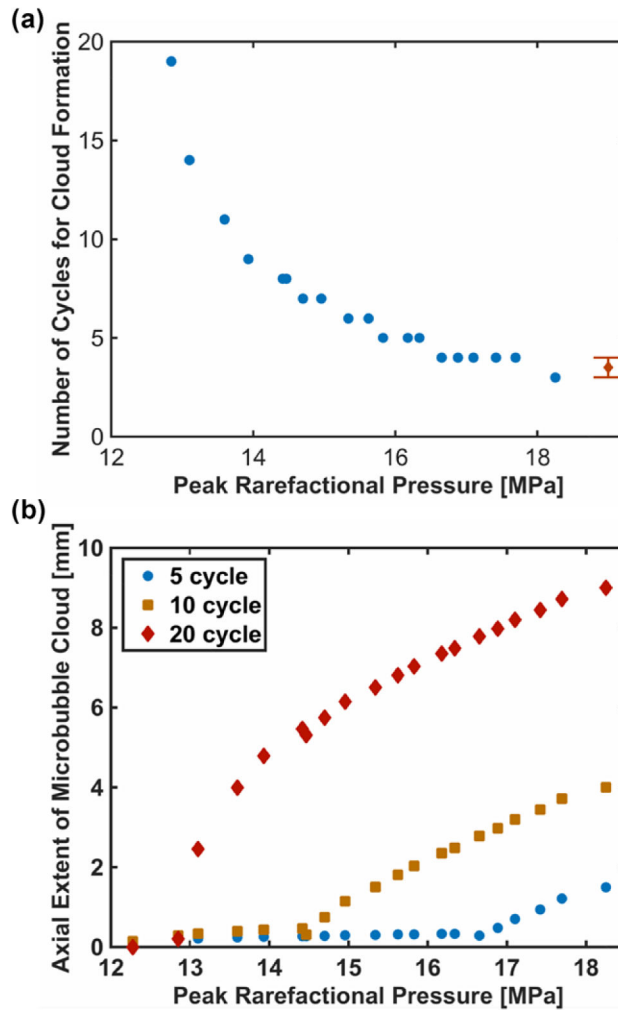 (a)
Number of Cycles for Cloud Formation
20
15
10
5
0
12 14 16 18
Peak Rarefactional Pressure [MPa]
(b)
Axial Extent of Microbubble Cloud [mm]
10
8
6
4
2
0
5 cycle
10 cycle
20 cycle
12 13 14 15 16 17 18
Peak Rarefactional Pressure [MPa]